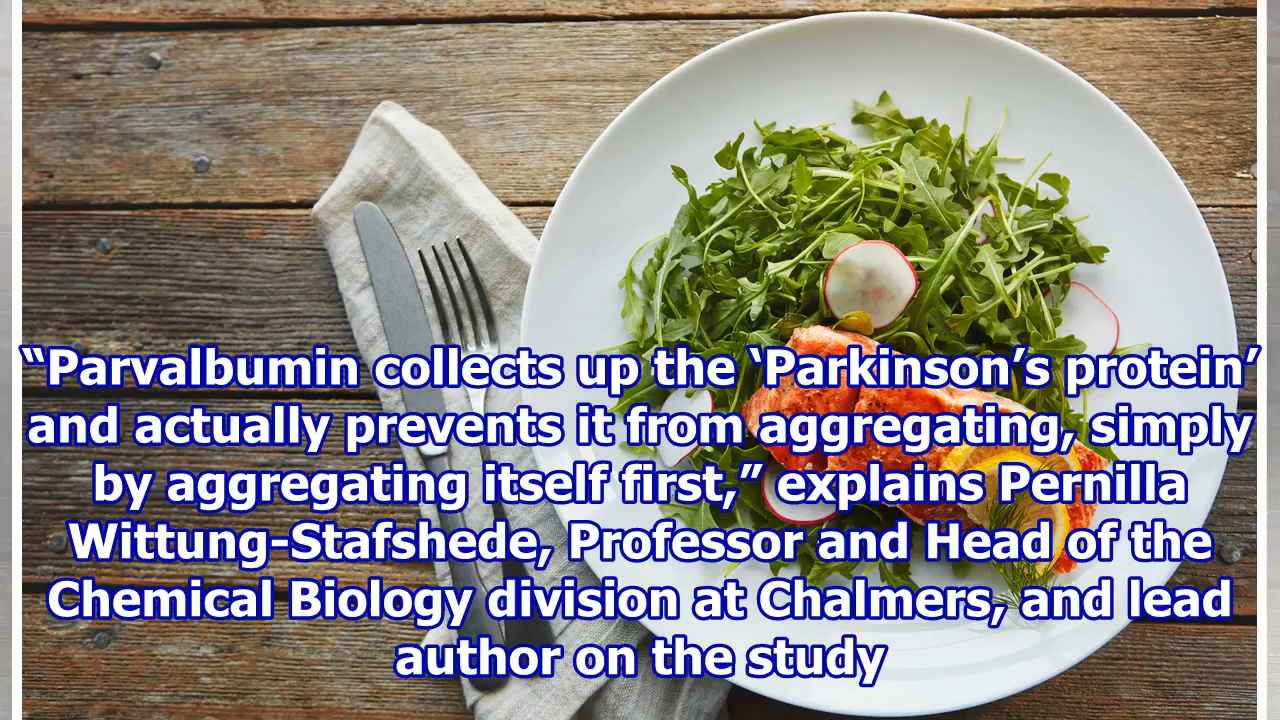 “Parvalbumin collects up the ‘Parkinson’s protein’
and actually prevents it from aggregating, simply
by aggregating itself first,” explains Pernilla
Wittung-Stafshede, Professor and Head of the
Chemical Biology division at Chalmers, and lead
author on the study